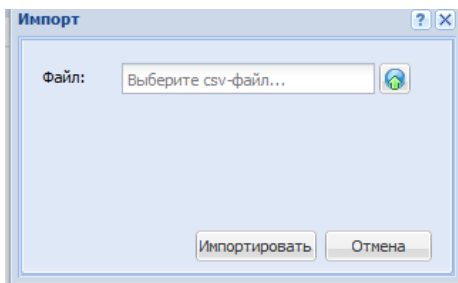 Импорт
?
Файл:
Выберите csv-файл...
Импортировать
Отмена